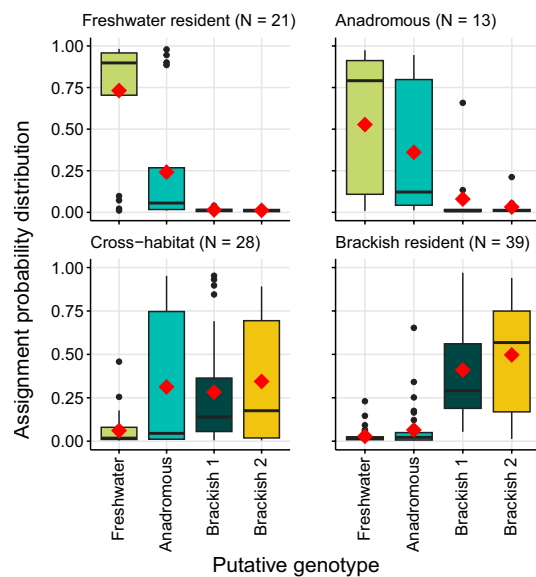 Freshwater resident (N = 21)
Anadromous (N = 13)
1.00
0.75
0.25
0.00
Cross−habitat (N = 28)
Brackish resident (N = 39)
1.00
0.75
0.50
0.25
0.00
Freshwater
Anadromous
Brackish 1
Brackish 2
Freshwater
Anadromous
Brackish 1
Brackish 2
Assignment probability distribution
Putative genotype